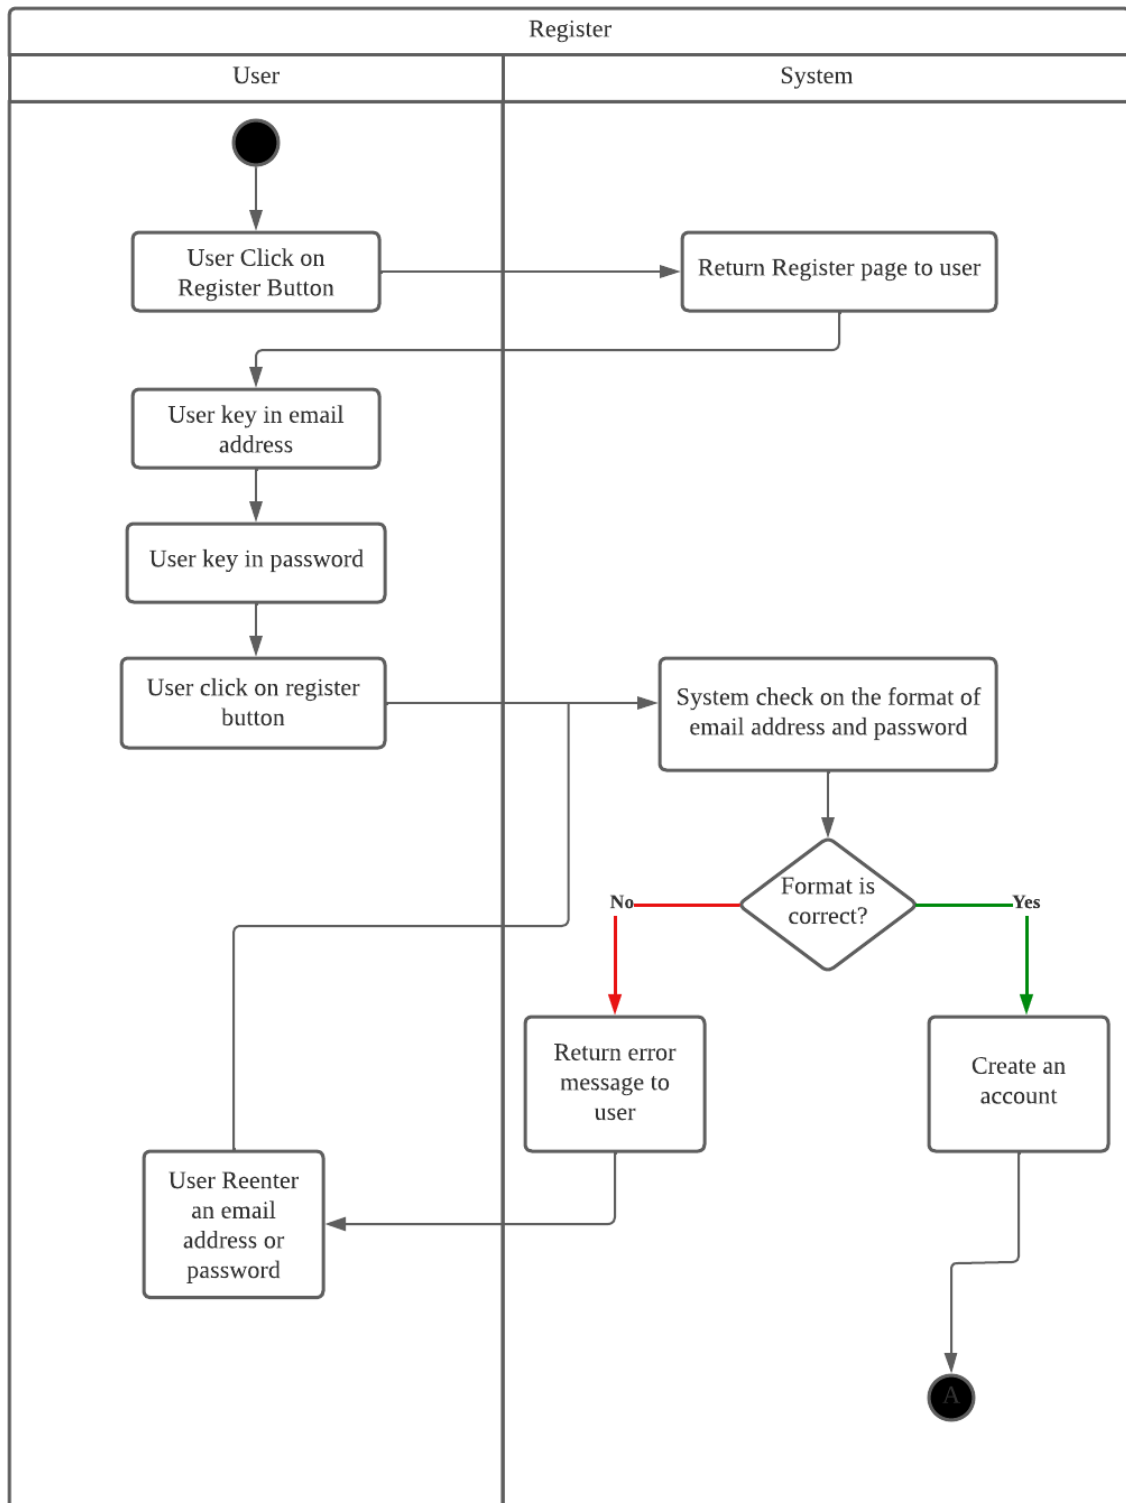 Register
User
System
User Click on
Register Button
Return Register page to user
User key in email
address
User key in password
User click on register
button
System check on the format of
email address and password
Format is
correct?
No
Yes
Return error
message to
user
Create an
account
User Reenter
an email
address or
password
A